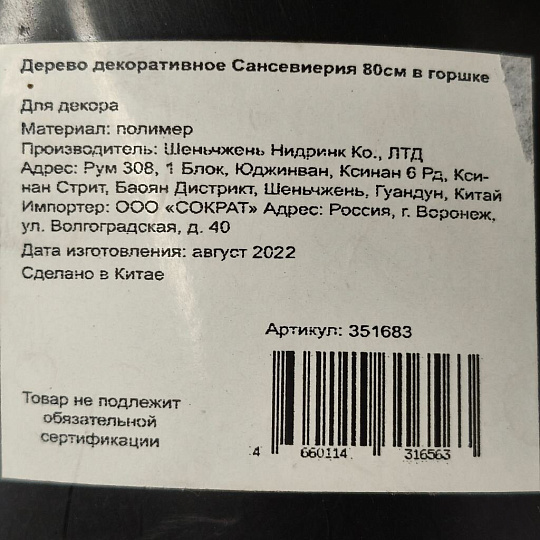 Дерево декоративное Сансевиерия 80см в горшке
Для декора
Материал: полимер
Производитель: Шеньчжень Нидринк Ко., ЛТД
Адрес: Рум 308, 1 Блок, Юджинван, Ксинан 6 Рд, Кси-
нан Стрит, Баоян Дистрикт, Шеньчжень, Гуандун, Китай
Импортер: ООО «СОКРАТ» Адрес: Россия, г. Воронеж,
ул. Волгоградская, д. 40
Дата изготовления: август 2022
Сделано в Китае
Артикул: 351683
Товар не подлежит
обязательной
сертификации
4 660114 316563